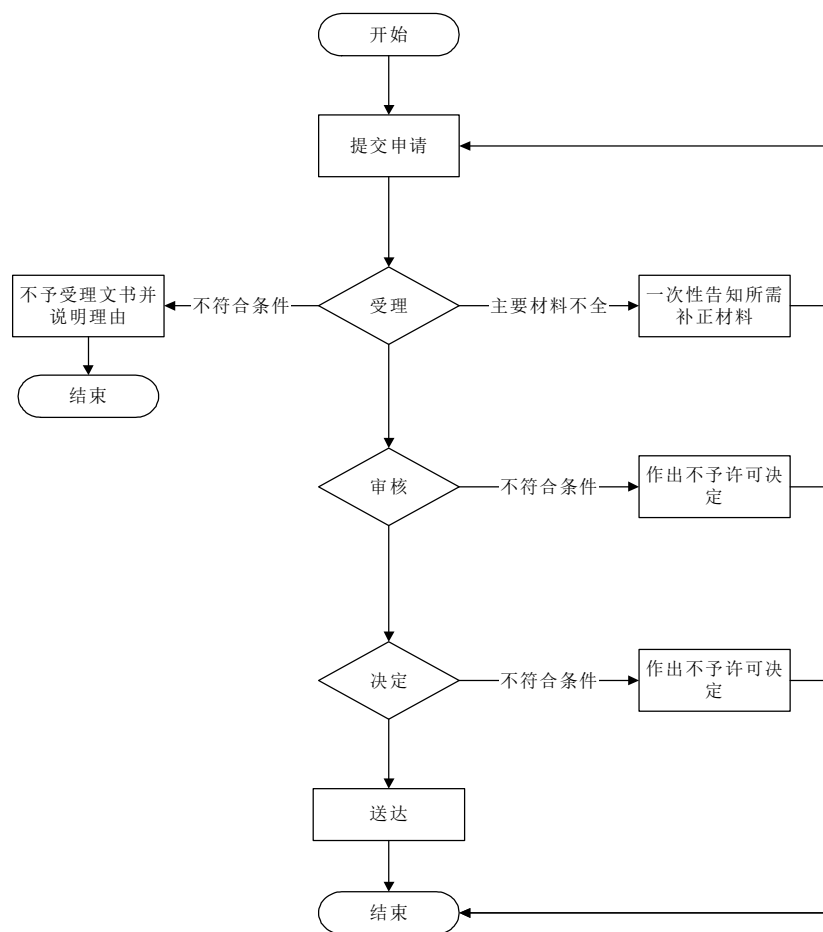 开始
提交申请
不予受理文书并
说明理由
不符合条件
受理
主要材料不全
一次性告知所需
补正材料
结束
审核
不符合条件
作出不予许可决
定
决定
不符合条件
作出不予许可决
定
送达
结束